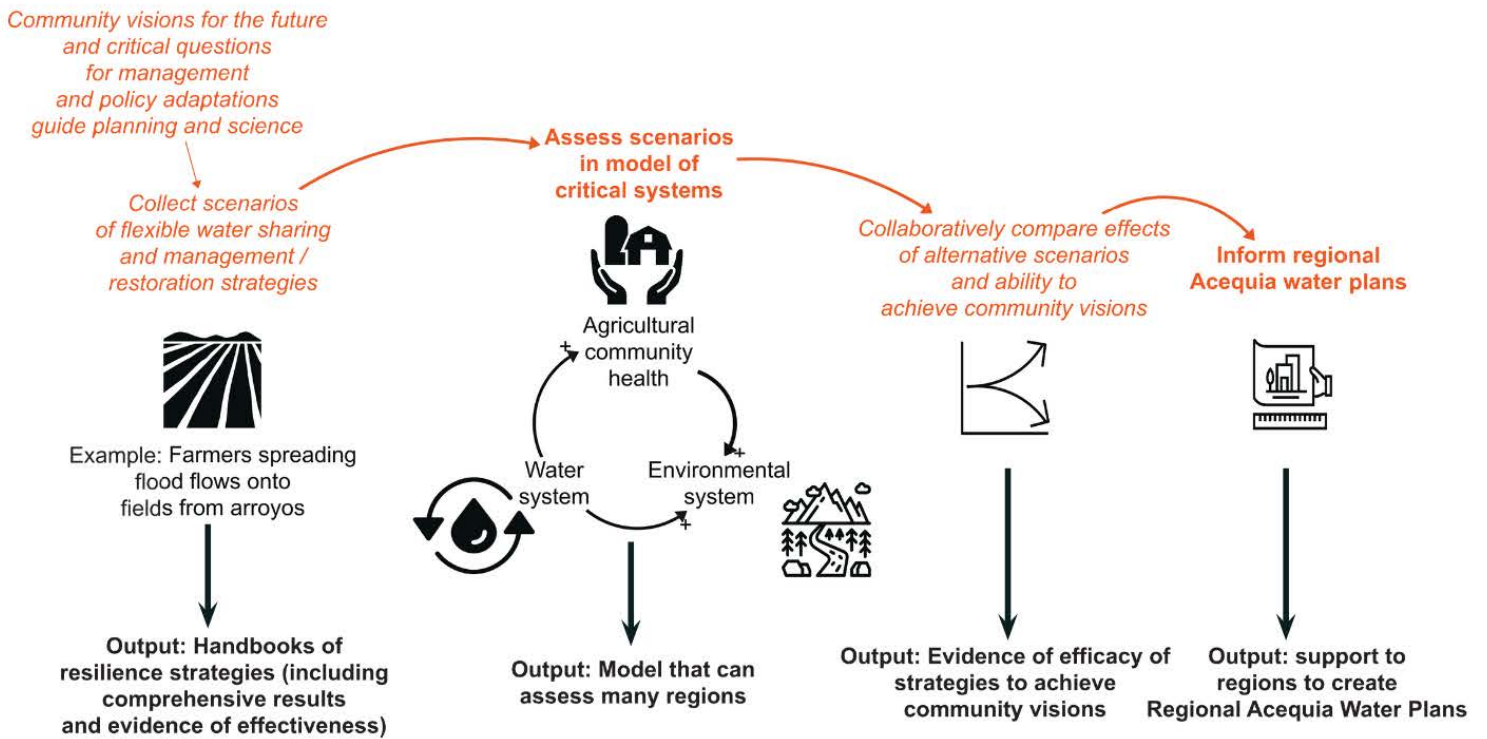 Community visions for the future
and critical questions
for management
and policy adaptations
guide planning and science
Collect scenarios
of flexible water sharing
and management /
restoration strategies
Example: Farmers spreading
flood flows onto
fields from arroyos
Output: Handbooks of
resilience strategies (including
comprehensive results
and evidence of effectiveness)
Assess scenarios
in model of
critical systems
Agricultural
community
health
+
Water
system
Environmental
system
+
+
Output: Model that can
assess many regions
Collaboratively compare effects
of alternative scenarios
and ability to
achieve community visions
Output: Evidence of efficacy of
strategies to achieve
community visions
Inform regional
Acequia water plans
Output: support to
regions to create
Regional Acequia Water Plans